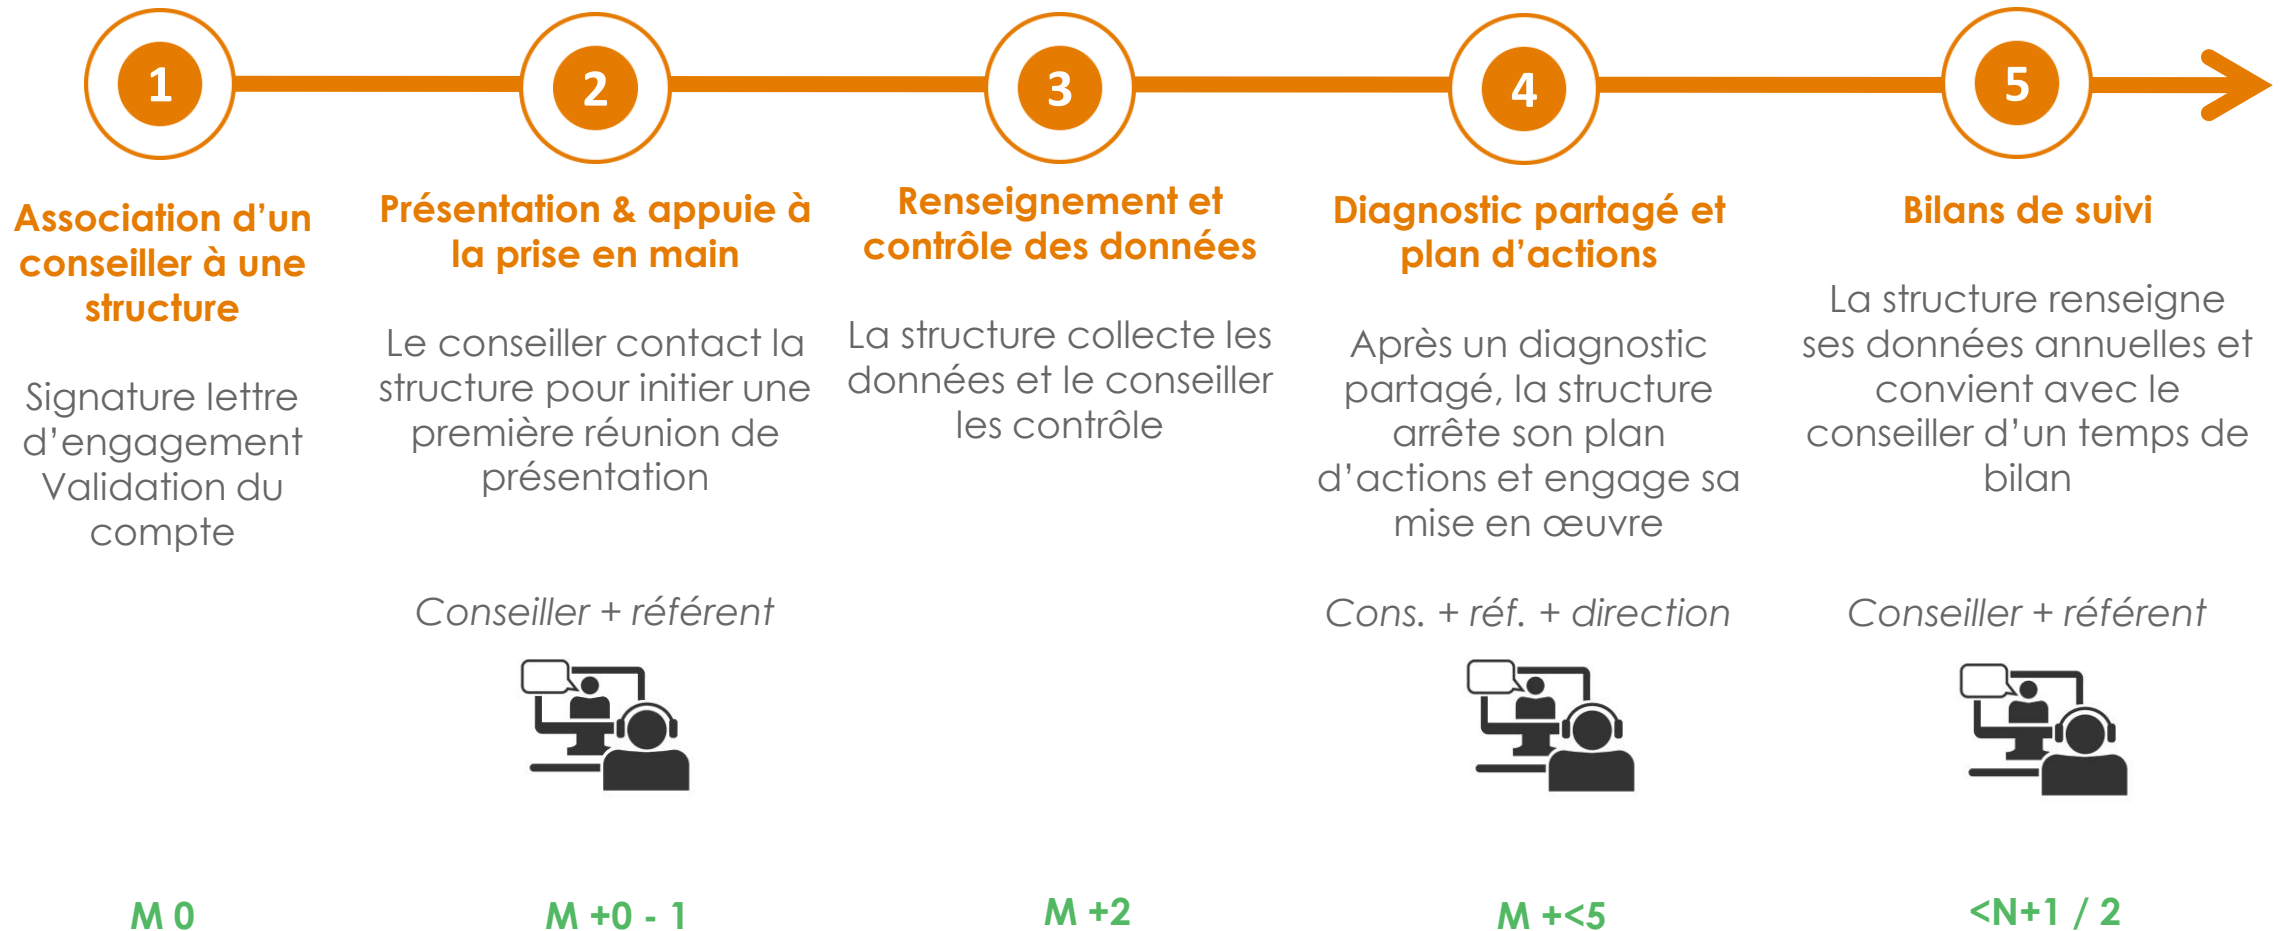 1
Association d’un
conseiller à une
structure
Signature lettre
d’engagement
Validation du
compte
M 0
2
Présentation & appuie à
la prise en main
Le conseiller contact la
structure pour initier une
première réunion de
présentation
Conseiller + référent
M +0 - 1
3
Renseignement et
contrôle des données
La structure collecte les
données et le conseiller
les contrôle
M +2
4
Diagnostic partagé et
plan d’actions
Après un diagnostic
partagé, la structure
arrête son plan
d’actions et engage sa
mise en œuvre
Cons. + réf. + direction
M +<5
5
Bilans de suivi
La structure renseigne
ses données annuelles et
convient avec le
conseiller d’un temps de
bilan
Conseiller + référent
<N+1 / 2